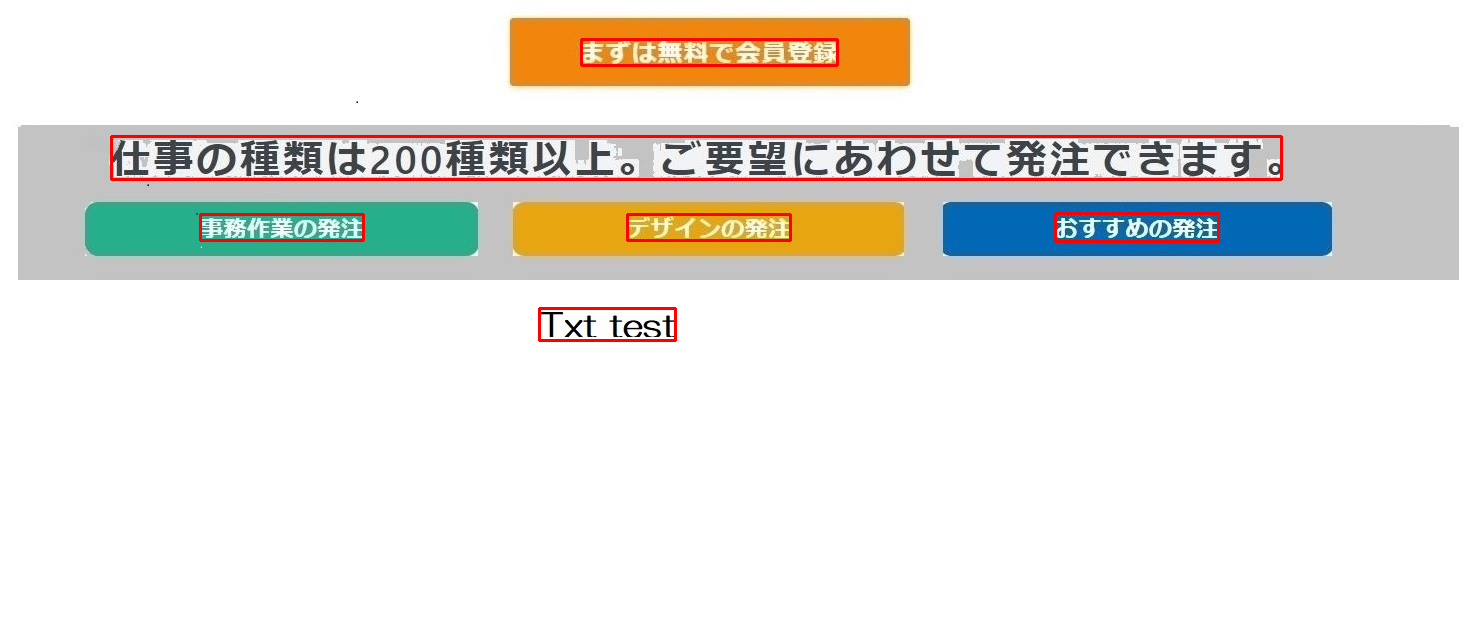 まずは無料で会員登録
仕事の種類は200種類以上。ご要望にあわせて発注できます。
事務作業の発注
デザインの発注
おすすめの発注
Txt test